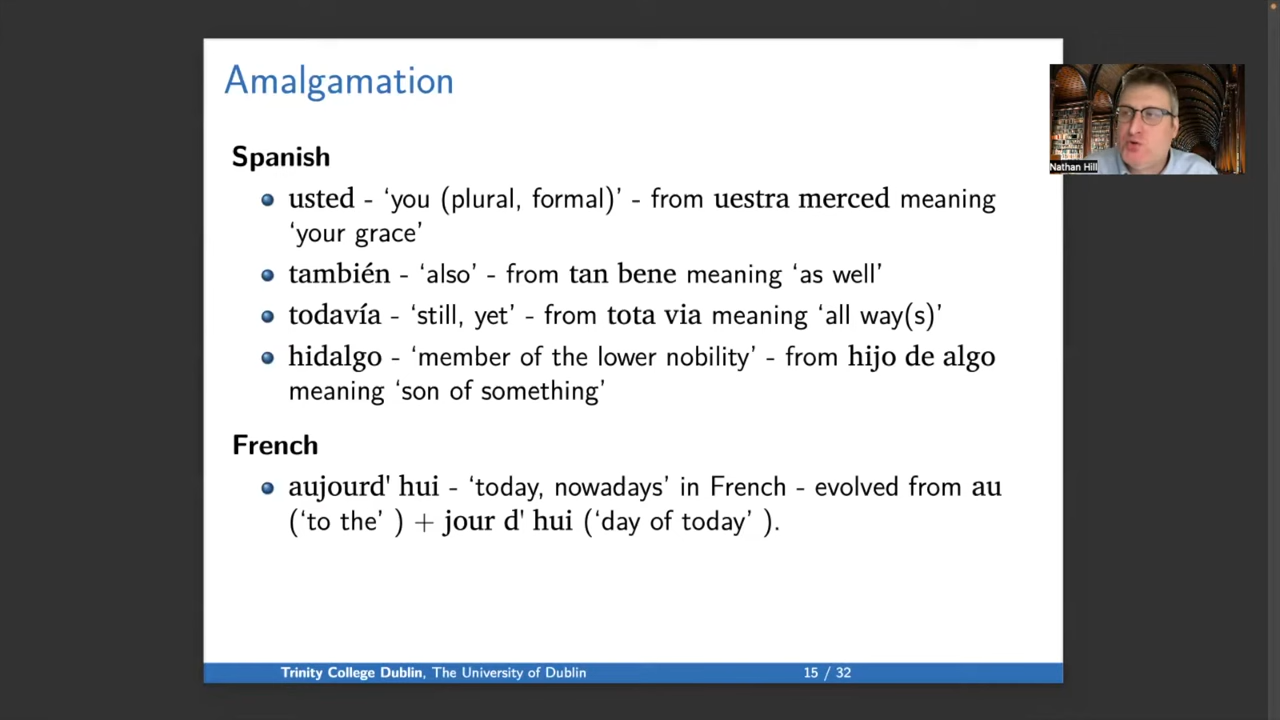 Amalgamation
Spanish
usted - ‘you (plural, formal)’ - from uestra merced meaning
‘your grace’
también - ‘also’ - from tan bene meaning ‘as well’
todavía - ‘still, yet’ - from tota via meaning ‘all way(s)’
hidalgo - ‘member of the lower nobility’ - from hijo de algo
meaning ‘son of something’
French
aujourd' hui - ‘today, nowadays’ in French - evolved from au
(‘to the’ ) + jour d' hui (‘day of today’ ).
Trinity College Dublin, The University of Dublin 15 / 32
Nathan Hill